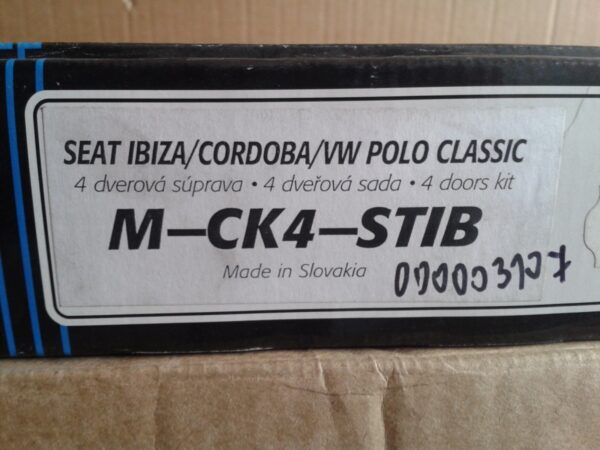 SEAT IBIZA/CORDOBA/VW POLO CLASSIC
4 dverová súprava • 4 dveřová sada • 4 doors kit
M–CK4–STIB
Made in Slovakia